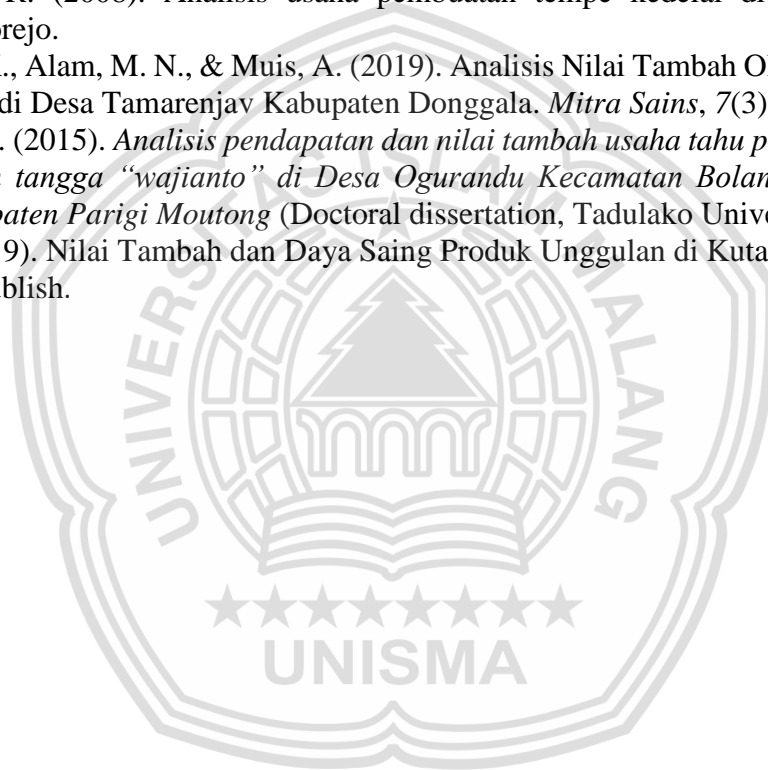 (2008). Analisis usaha pembuatan tempe kedelai di
rejo.
., Alam, M. N., & Muis, A. (2019). Analisis Nilai Tambah Ol
di Desa Tamarenjav Kabupaten Donggala. Mitra Sains, 7(3)
. (2015). Analisis pendapatan dan nilai tambah usaha tahu p
tangga “wajianto” di Desa Ogurandu Kecamatan Bolan
paten Parigi Moutong (Doctoral dissertation, Tadulako Unive
9). Nilai Tambah dan Daya Saing Produk Unggulan di Kuta
blish.
UNIVERSITAS ISLAM MALANG
UNISMA